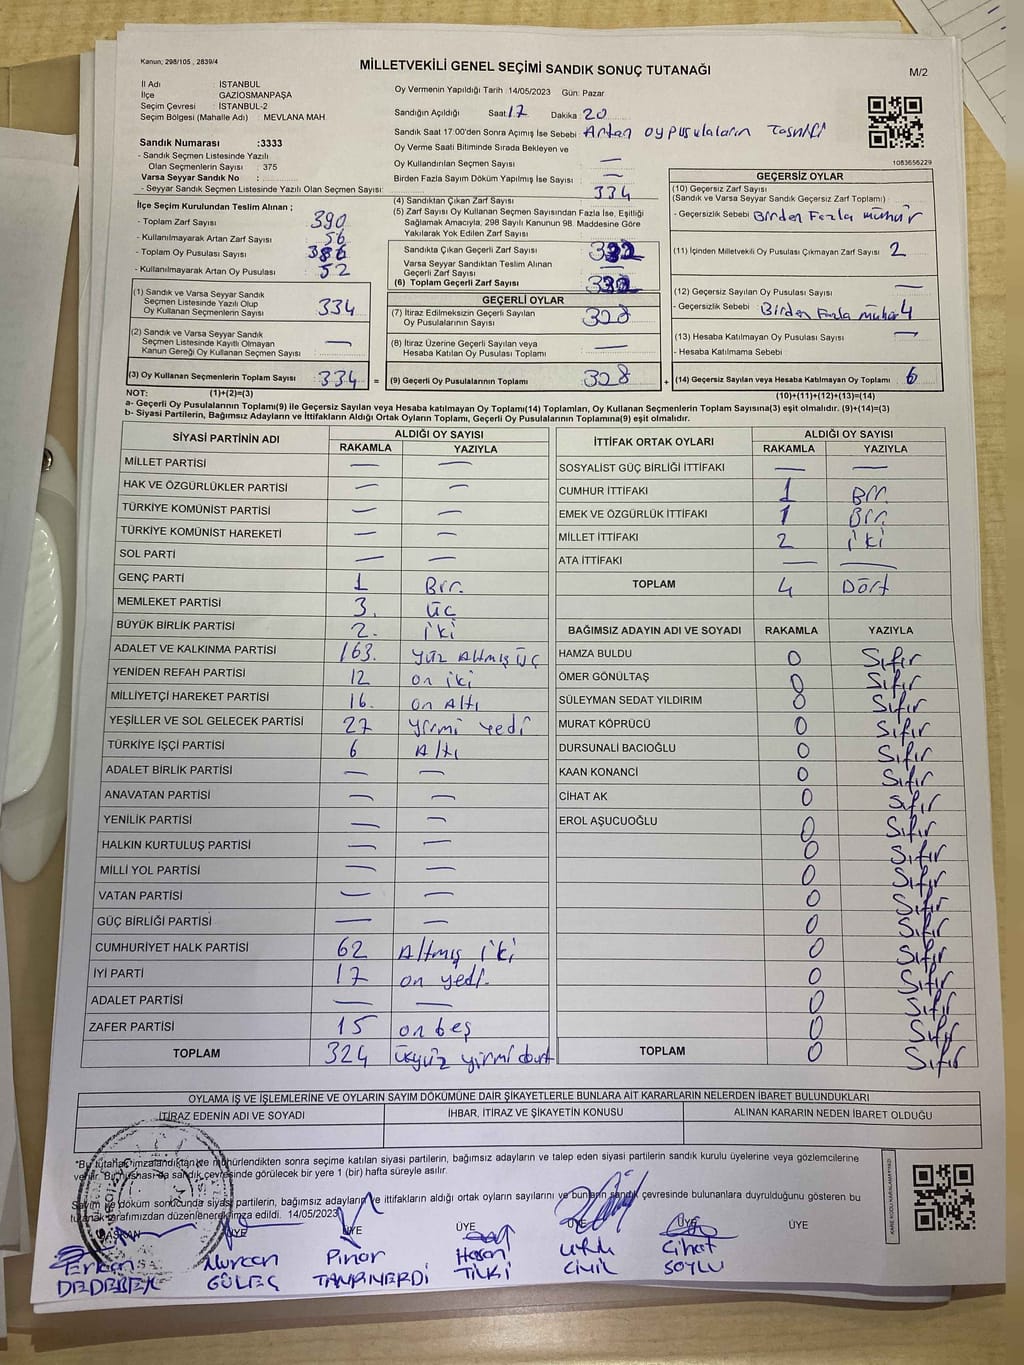 Kanun, 298/105 , 2839/4
MİLLETVEKİLİ GENEL SEÇİMİ SANDIK SONUÇ TUTANAĞI
M/2
İl Adı : İSTANBUL
İlçe : GAZİOSMANPAŞA
Seçim Çevresi : İSTANBUL-2
Seçim Bölgesi (Mahalle Adı) : MEVLANA MAH.
Oy Vermenin Yapıldığı Tarih :14/05/2023 Gün: Pazar
Sandığın Açıldığı Saat 17 Dakika 20
Sandık Saat 17:00'den Sonra Açımış İse Sebebi : Artan oypusulaların tasnifi
Oy Verme Saati Bitiminde Sırada Bekleyen ve
Oy Kullandırılan Seçmen Sayısı : —
Birden Fazla Sayım Döküm Yapılmış İse Sayısı : —
1083656229
Sandık Numarası :3333
- Sandık Seçmen Listesinde Yazılı
Olan Seçmenlerin Sayısı : 375
Varsa Seyyar Sandık No :
- Seyyar Sandık Seçmen Listesinde Yazılı Olan Seçmen Sayısı:
İlçe Seçim Kurulundan Teslim Alınan ;
- Toplam Zarf Sayısı : 390
- Kullanılmayarak Artan Zarf Sayısı : 56
- Toplam Oy Pusulası Sayısı : 386
- Kullanılmayarak Artan Oy Pusulası : 52
(1) Sandık ve Varsa Seyyar Sandık
Seçmen Listesinde Yazılı Olup
Oy Kullanan Seçmenlerin Sayısı : 334
(2) Sandık ve Varsa Seyyar Sandık
Seçmen Listesinde Kayıtlı Olmayan
Kanun Gereği Oy Kullanan Seçmen Sayısı : —
(3) Oy Kullanan Seçmenlerin Toplam Sayısı : 334 =
(4) Sandıktan Çıkan Zarf Sayısı : 334
(5) Zarf Sayısı Oy Kullanan Seçmen Sayısından Fazla İse, Eşitliği
Sağlamak Amacıyla, 298 Sayılı Kanunun 98. Maddesine Göre
Yakılarak Yok Edilen Zarf Sayısı :
Sandıkta Çıkan Geçerli Zarf Sayısı : 332
Varsa Seyyar Sandıktan Teslim Alınan
Geçerli Zarf Sayısı : —
(6) Toplam Geçerli Zarf Sayısı : 332
GEÇERLİ OYLAR
(7) İtiraz Edilmeksizin Geçerli Sayılan
Oy Pusulalarının Sayısı : 328
(8) İtiraz Üzerine Geçerli Sayılan veya
Hesaba Katılan Oy Pusulası Toplamı : —
(9) Geçerli Oy Pusulalarının Toplamı : 328 +
GEÇERSİZ OYLAR
(10) Geçersiz Zarf Sayısı
(Sandık ve Varsa Seyyar Sandık Geçersiz Zarf Toplamı) :
- Geçersizlik Sebebi Birden Fazla mühür
(11) İçinden Milletvekili Oy Pusulası Çıkmayan Zarf Sayısı : 2
(12) Geçersiz Sayılan Oy Pusulası Sayısı : —
- Geçersizlik Sebebi : Birden Fazla mühür 4
(13) Hesaba Katılmayan Oy Pusulası Sayısı : —
- Hesaba Katılmama Sebebi
(14) Geçersiz Sayılan veya Hesaba Katılmayan Oy Toplamı : 6
NOT: (1)+(2)=(3) (10)+(11)+(12)+(13)=(14)
a- Geçerli Oy Pusulalarının Toplamı(9) ile Geçersiz Sayılan veya Hesaba katılmayan Oy Toplamı(14) Toplamları, Oy Kullanan Seçmenlerin Toplam Sayısına(3) eşit olmalıdır. (9)+(14)=(3)
b- Siyasi Partilerin, Bağımsız Adayların ve İttifakların Aldığı Ortak Oyların Toplamı, Geçerli Oy Pusulalarının Toplamına(9) eşit olmalıdır.
SİYASİ PARTİNİN ADI ALDIĞI OY SAYISI
RAKAMLA YAZIYLA
MİLLET PARTİSİ — —
HAK VE ÖZGÜRLÜKLER PARTİSİ — —
TÜRKİYE KOMÜNİST PARTİSİ — —
TÜRKİYE KOMÜNİST HAREKETİ — —
SOL PARTİ — —
GENÇ PARTİ 1 Bir.
MEMLEKET PARTİSİ 3. Üç
BÜYÜK BİRLİK PARTİSİ 2. iki
ADALET VE KALKINMA PARTİSİ 163. Yüz Altmış üç
YENİDEN REFAH PARTİSİ 12 on iki
MİLLİYETÇİ HAREKET PARTİSİ 16. on Altı
YEŞİLLER VE SOL GELECEK PARTİSİ 27 yirmi yedi
TÜRKİYE İŞÇİ PARTİSİ 6 Altı
ADALET BİRLİK PARTİSİ — —
ANAVATAN PARTİSİ — —
YENİLİK PARTİSİ — —
HALKIN KURTULUŞ PARTİSİ — —
MİLLİ YOL PARTİSİ — —
VATAN PARTİSİ — —
GÜÇ BİRLİĞİ PARTİSİ — —
CUMHURİYET HALK PARTİSİ 62 Altmış iki
İYİ PARTİ 17 on yedi.
ADALET PARTİSİ — —
ZAFER PARTİSİ 15 on beş
TOPLAM 324 üçyüz yirmi dört
İTTİFAK ORTAK OYLARI ALDIĞI OY SAYISI
RAKAMLA YAZIYLA
SOSYALİST GÜÇ BİRLİĞİ İTTİFAKI — —
CUMHUR İTTİFAKI 1 Bir.
EMEK VE ÖZGÜRLÜK İTTİFAKI 1 Bir.
MİLLET İTTİFAKI 2 iki
ATA İTTİFAKI — —
TOPLAM 4 Dört
BAĞIMSIZ ADAYIN ADI VE SOYADI RAKAMLA YAZIYLA
HAMZA BULDU 0 Sıfır
ÖMER GÖNÜLTAŞ 0 Sıfır
SÜLEYMAN SEDAT YILDIRIM 0 Sıfır
MURAT KÖPRÜCÜ 0 Sıfır
DURSUNALİ BACIOĞLU 0 Sıfır
KAAN KONANCİ 0 Sıfır
CİHAT AK 0 Sıfır
EROL AŞUCUOĞLU 0 Sıfır
0 Sıfır
0 Sıfır
0 Sıfır
0 Sıfır
0 Sıfır
0 Sıfır
0 Sıfır
0 Sıfır
TOPLAM 0 Sıfır
OYLAMA İŞ VE İŞLEMLERİNE VE OYLARIN SAYIM DÖKÜMÜNE DAİR ŞİKAYETLERLE BUNLARA AİT KARARLARIN NELERDEN İBARET BULUNDUKLARI
İTİRAZ EDENİN ADI VE SOYADI İHBAR, İTİRAZ VE ŞİKAYETİN KONUSU ALINAN KARARIN NEDEN İBARET OLDUĞU
"Bu tutanak imzalandıktan ve mühürlendikten sonra seçime katılan siyasi partilerin, bağımsız adayların ve talep eden siyasi partilerin sandık kurulu üyelerine veya gözlemcilerine
verilir. Bir nüshası da sandık çevresinde görülecek bir yere 1 (bir) hafta süreyle asılır.
Sayım ve döküm sonucunda siyasi partilerin, bağımsız adayların ve ittifakların aldığı ortak oyların sayılarını ve bunların sandık çevresinde bulunanlara duyrulduğunu gösteren bu
tutanak tarafımızdan düzenlenerek imza edildi. 14/05/2023
BAŞKAN ÜYE ÜYE ÜYE ÜYE ÜYE ÜYE
Erkan Nurcan Pınar Hasan Ufuk Cihat
DEDEBEK GÜLEÇ TANRIVERDİ TİLKİ CİVİL SOYLU